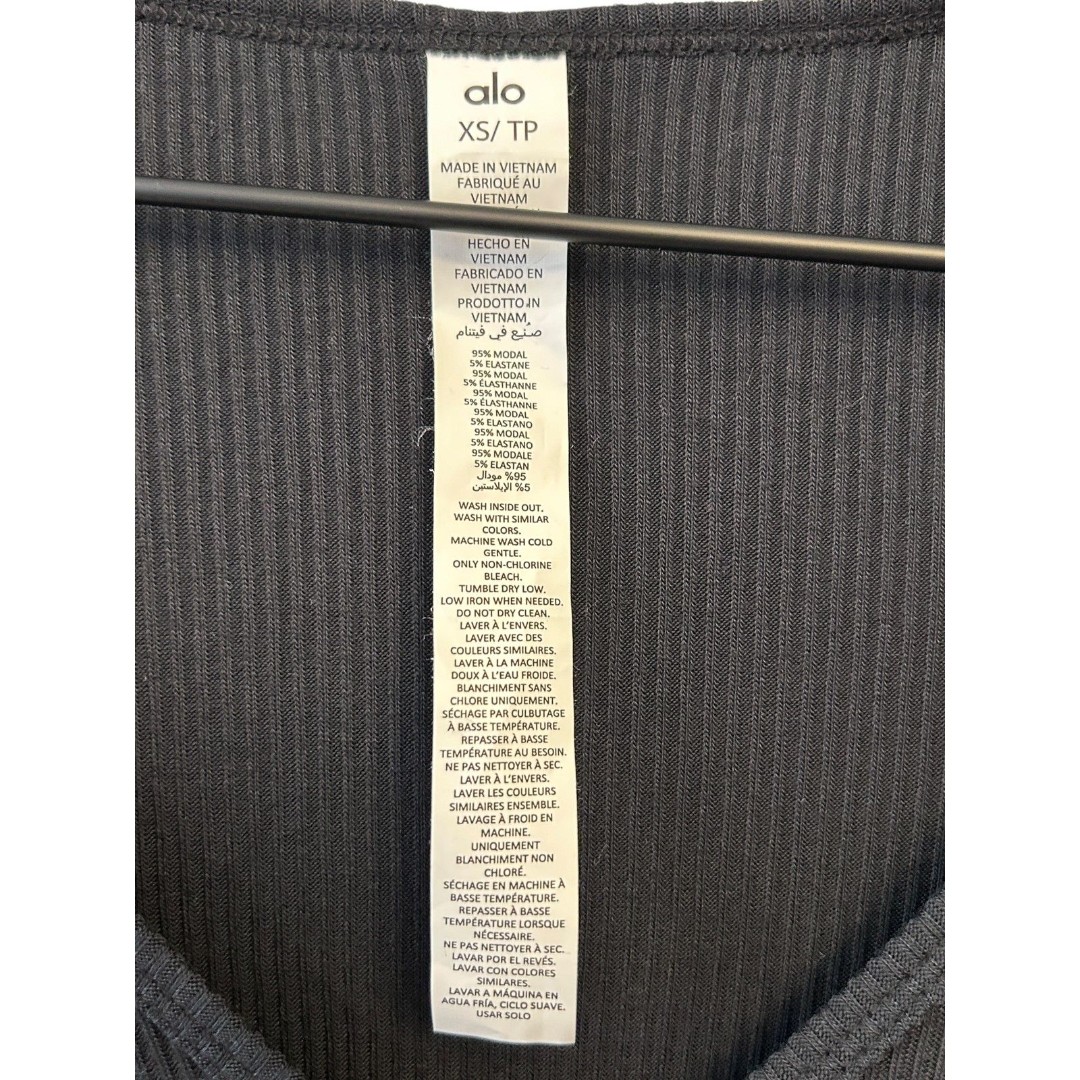 alo
XS/ TP
MADE IN VIETNAM
FABRIQUÉ AU
VIETNAM
HECHO EN
VIETNAM
FABRICADO EN
VIETNAM
PRODOTTO IN
VIETNAM
صُنِع في فيتنام
95% MODAL
5% ELASTANE
95% MODAL
5% ÉLASTHANNE
95% MODAL
5% ÉLASTHANNE
95% MODAL
5% ELASTANO
95% MODAL
5% ELASTANO
95% MODALE
5% ELASTAN
95% مودال
5% الإيلاستين
WASH INSIDE OUT.
WASH WITH SIMILAR
COLORS.
MACHINE WASH COLD
GENTLE.
ONLY NON-CHLORINE
BLEACH.
TUMBLE DRY LOW.
LOW IRON WHEN NEEDED.
DO NOT DRY CLEAN.
LAVER À L'ENVERS.
LAVER AVEC DES
COULEURS SIMILAIRES.
LAVER À LA MACHINE
DOUX À L'EAU FROIDE.
BLANCHIMENT SANS
CHLORE UNIQUEMENT.
SÉCHAGE PAR CULBUTAGE
À BASSE TEMPÉRATURE.
REPASSER À BASSE
TEMPÉRATURE AU BESOIN.
NE PAS NETTOYER À SEC.
LAVER À L'ENVERS.
LAVER LES COULEURS
SIMILAIRES ENSEMBLE.
LAVAGE À FROID EN
MACHINE.
UNIQUEMENT
BLANCHIMENT NON
CHLORÉ.
SÉCHAGE EN MACHINE À
BASSE TEMPÉRATURE.
REPASSER À BASSE
TEMPÉRATURE LORSQUE
NÉCESSAIRE.
NE PAS NETTOYER À SEC.
LAVAR POR EL REVÉS.
LAVAR CON COLORES
SIMILARES.
LAVAR A MÁQUINA EN
AGUA FRÍA, CICLO SUAVE.
USAR SOLO